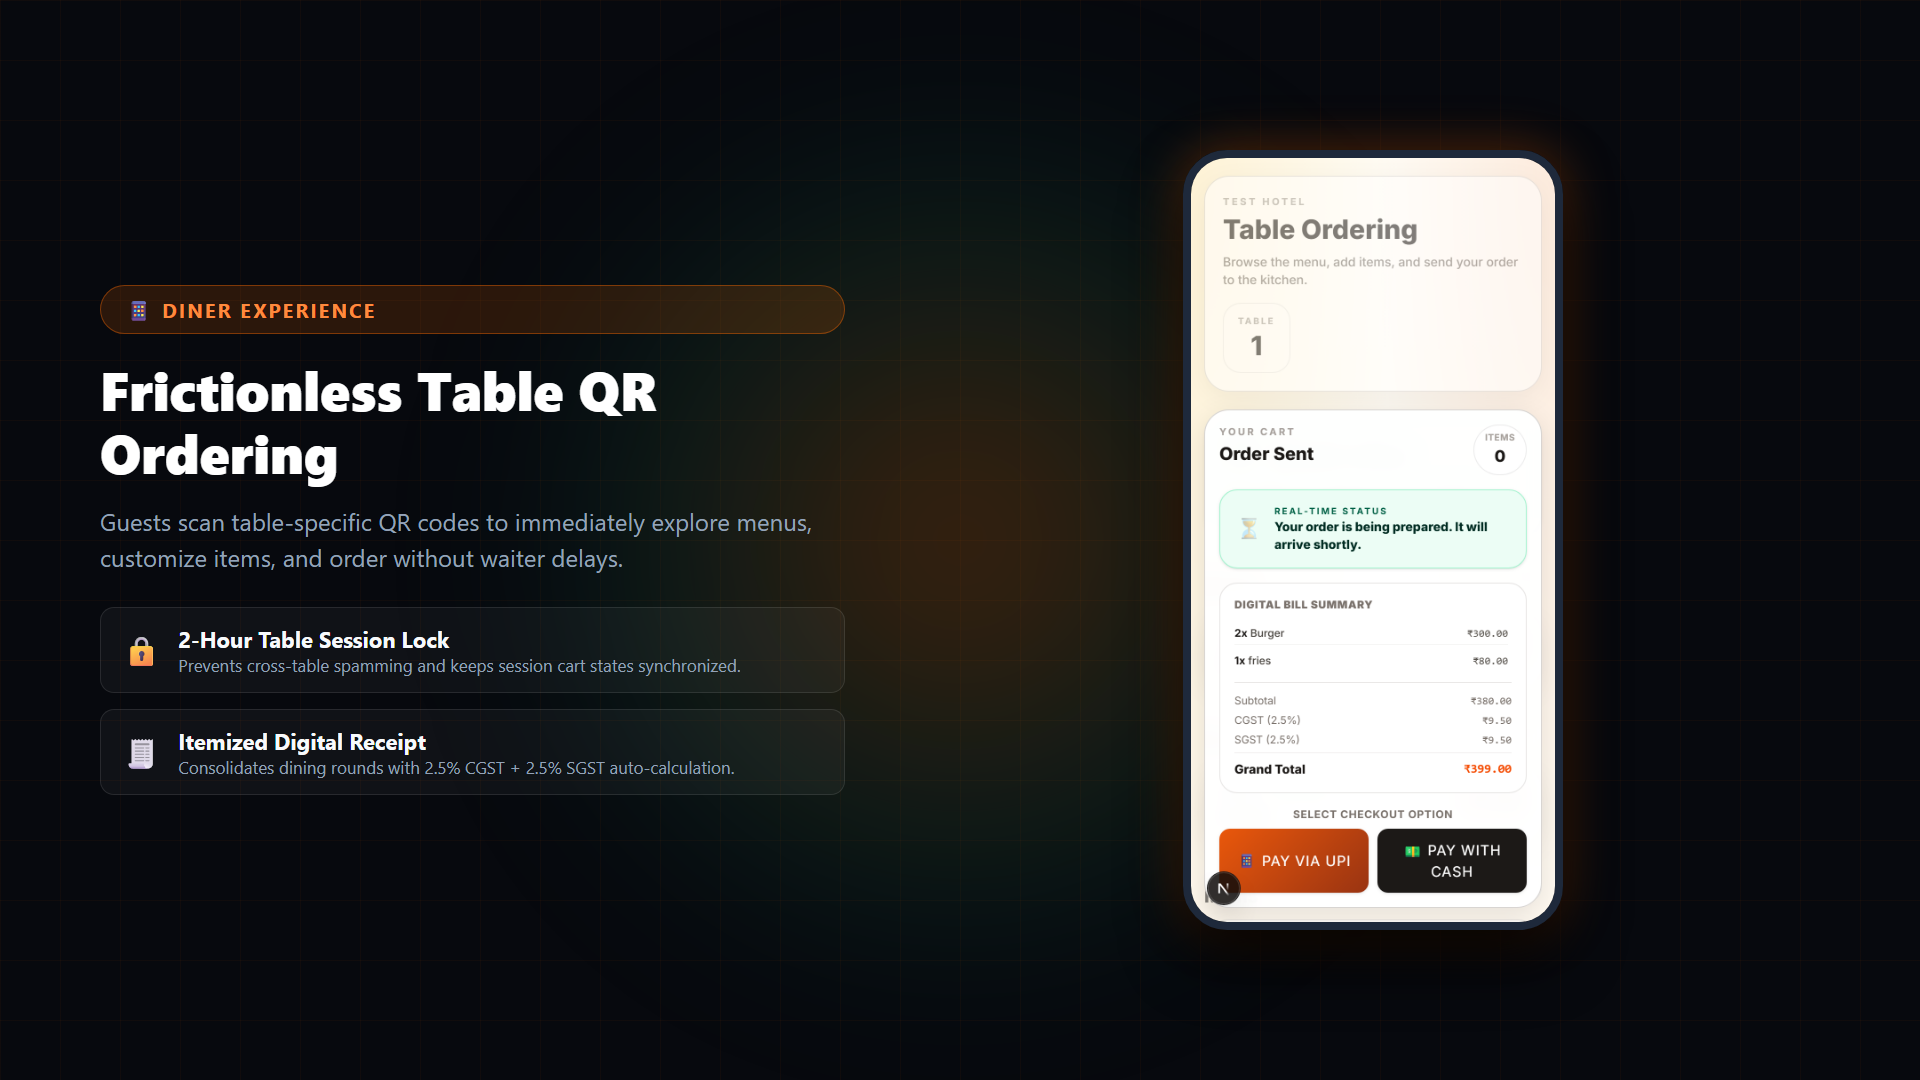 DINER EXPERIENCE
Frictionless Table QR
Ordering
Guests scan table-specific QR codes to immediately explore menus,
customize items, and order without waiter delays.
2-Hour Table Session Lock
Prevents cross-table spamming and keeps session cart states synchronized.
Itemized Digital Receipt
Consolidates dining rounds with 2.5% CGST + 2.5% SGST auto-calculation.
TEST HOTEL
Table Ordering
Browse the menu, add items, and send your order
to the kitchen.
TABLE
1
YOUR CART
Order Sent
ITEMS
0
REAL-TIME STATUS
Your order is being prepared. It will
arrive shortly.
DIGITAL BILL SUMMARY
2x Burger ₹300.00
1x fries ₹80.00
Subtotal ₹380.00
CGST (2.5%) ₹9.50
SGST (2.5%) ₹9.50
Grand Total ₹399.00
SELECT CHECKOUT OPTION
PAY VIA UPI
PAY WITH
CASH
N